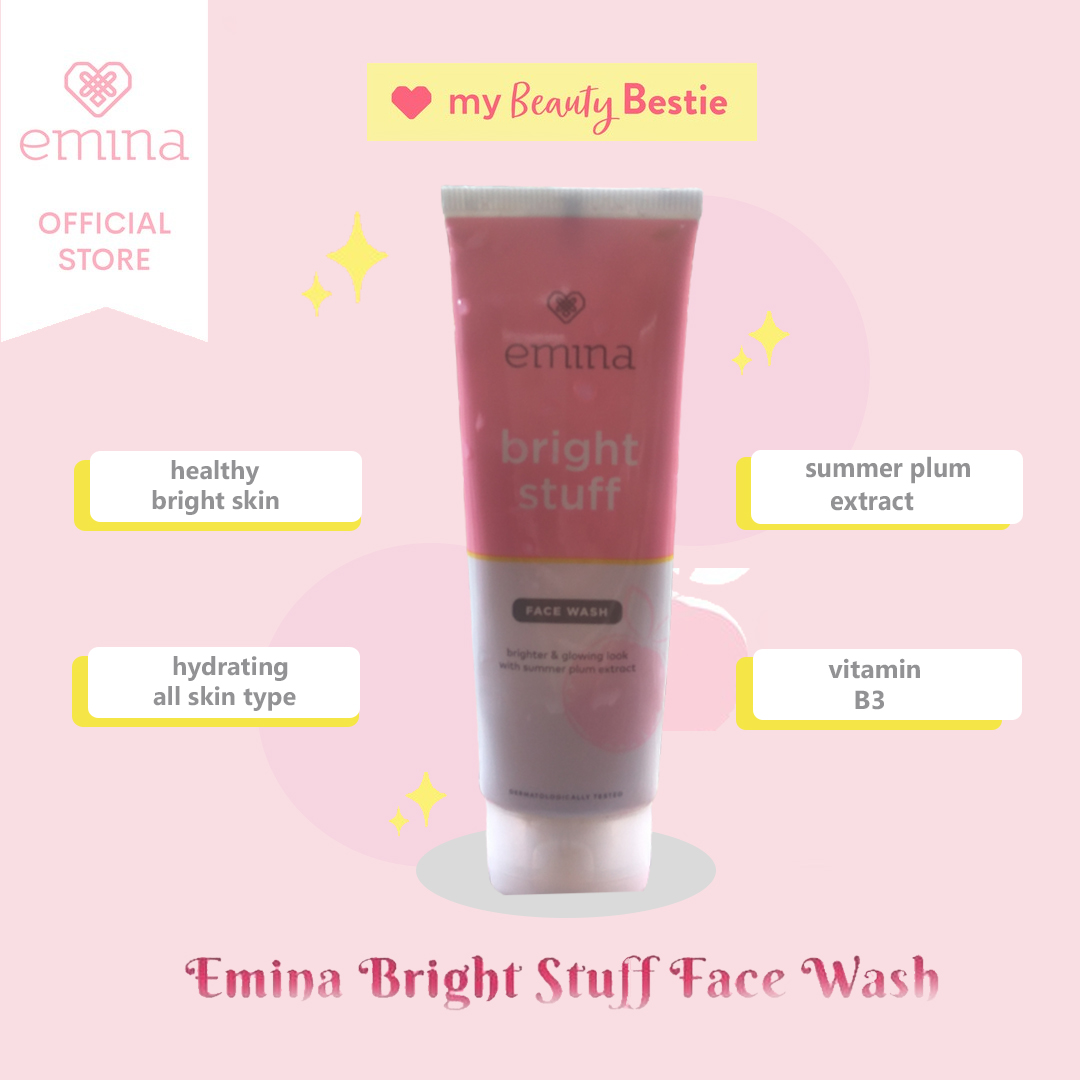 emina
OFFICIAL
STORE
my Beauty Bestie
emina
bright
stuff
FACE WASH
brighter & glowing look
with summer plum extract
DERMATOLOGICALLY TESTED
healthy
bright skin
summer plum
extract
hydrating
all skin type
vitamin
B3
Emina Bright Stuff Face Wash